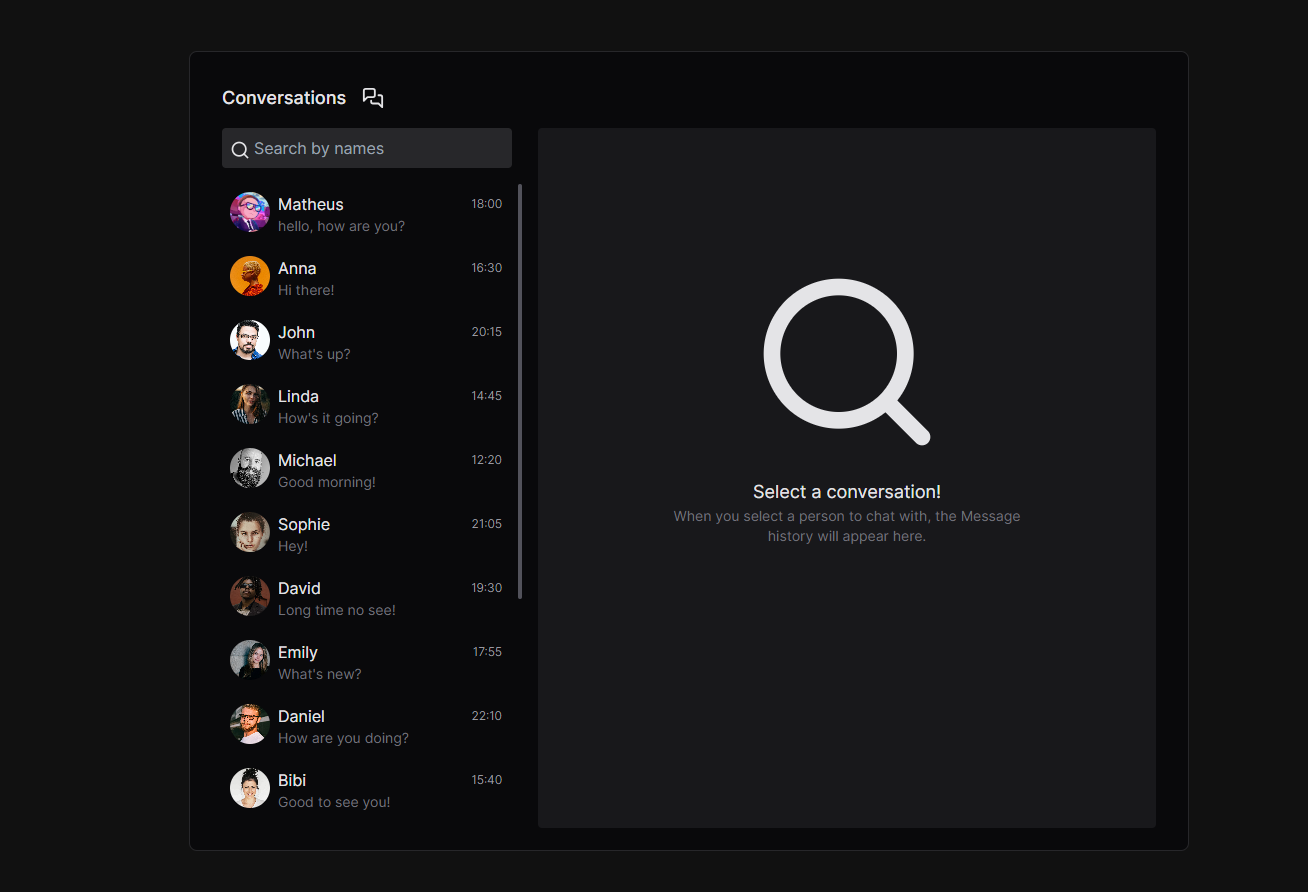 Conversations
Search by names
Matheus 18:00
hello, how are you?
Anna 16:30
Hi there!
John 20:15
What's up?
Linda 14:45
How's it going?
Michael 12:20
Good morning!
Sophie 21:05
Hey!
David 19:30
Long time no see!
Emily 17:55
What's new?
Daniel 22:10
How are you doing?
Bibi 15:40
Good to see you!
Select a conversation!
When you select a person to chat with, the Message
history will appear here.